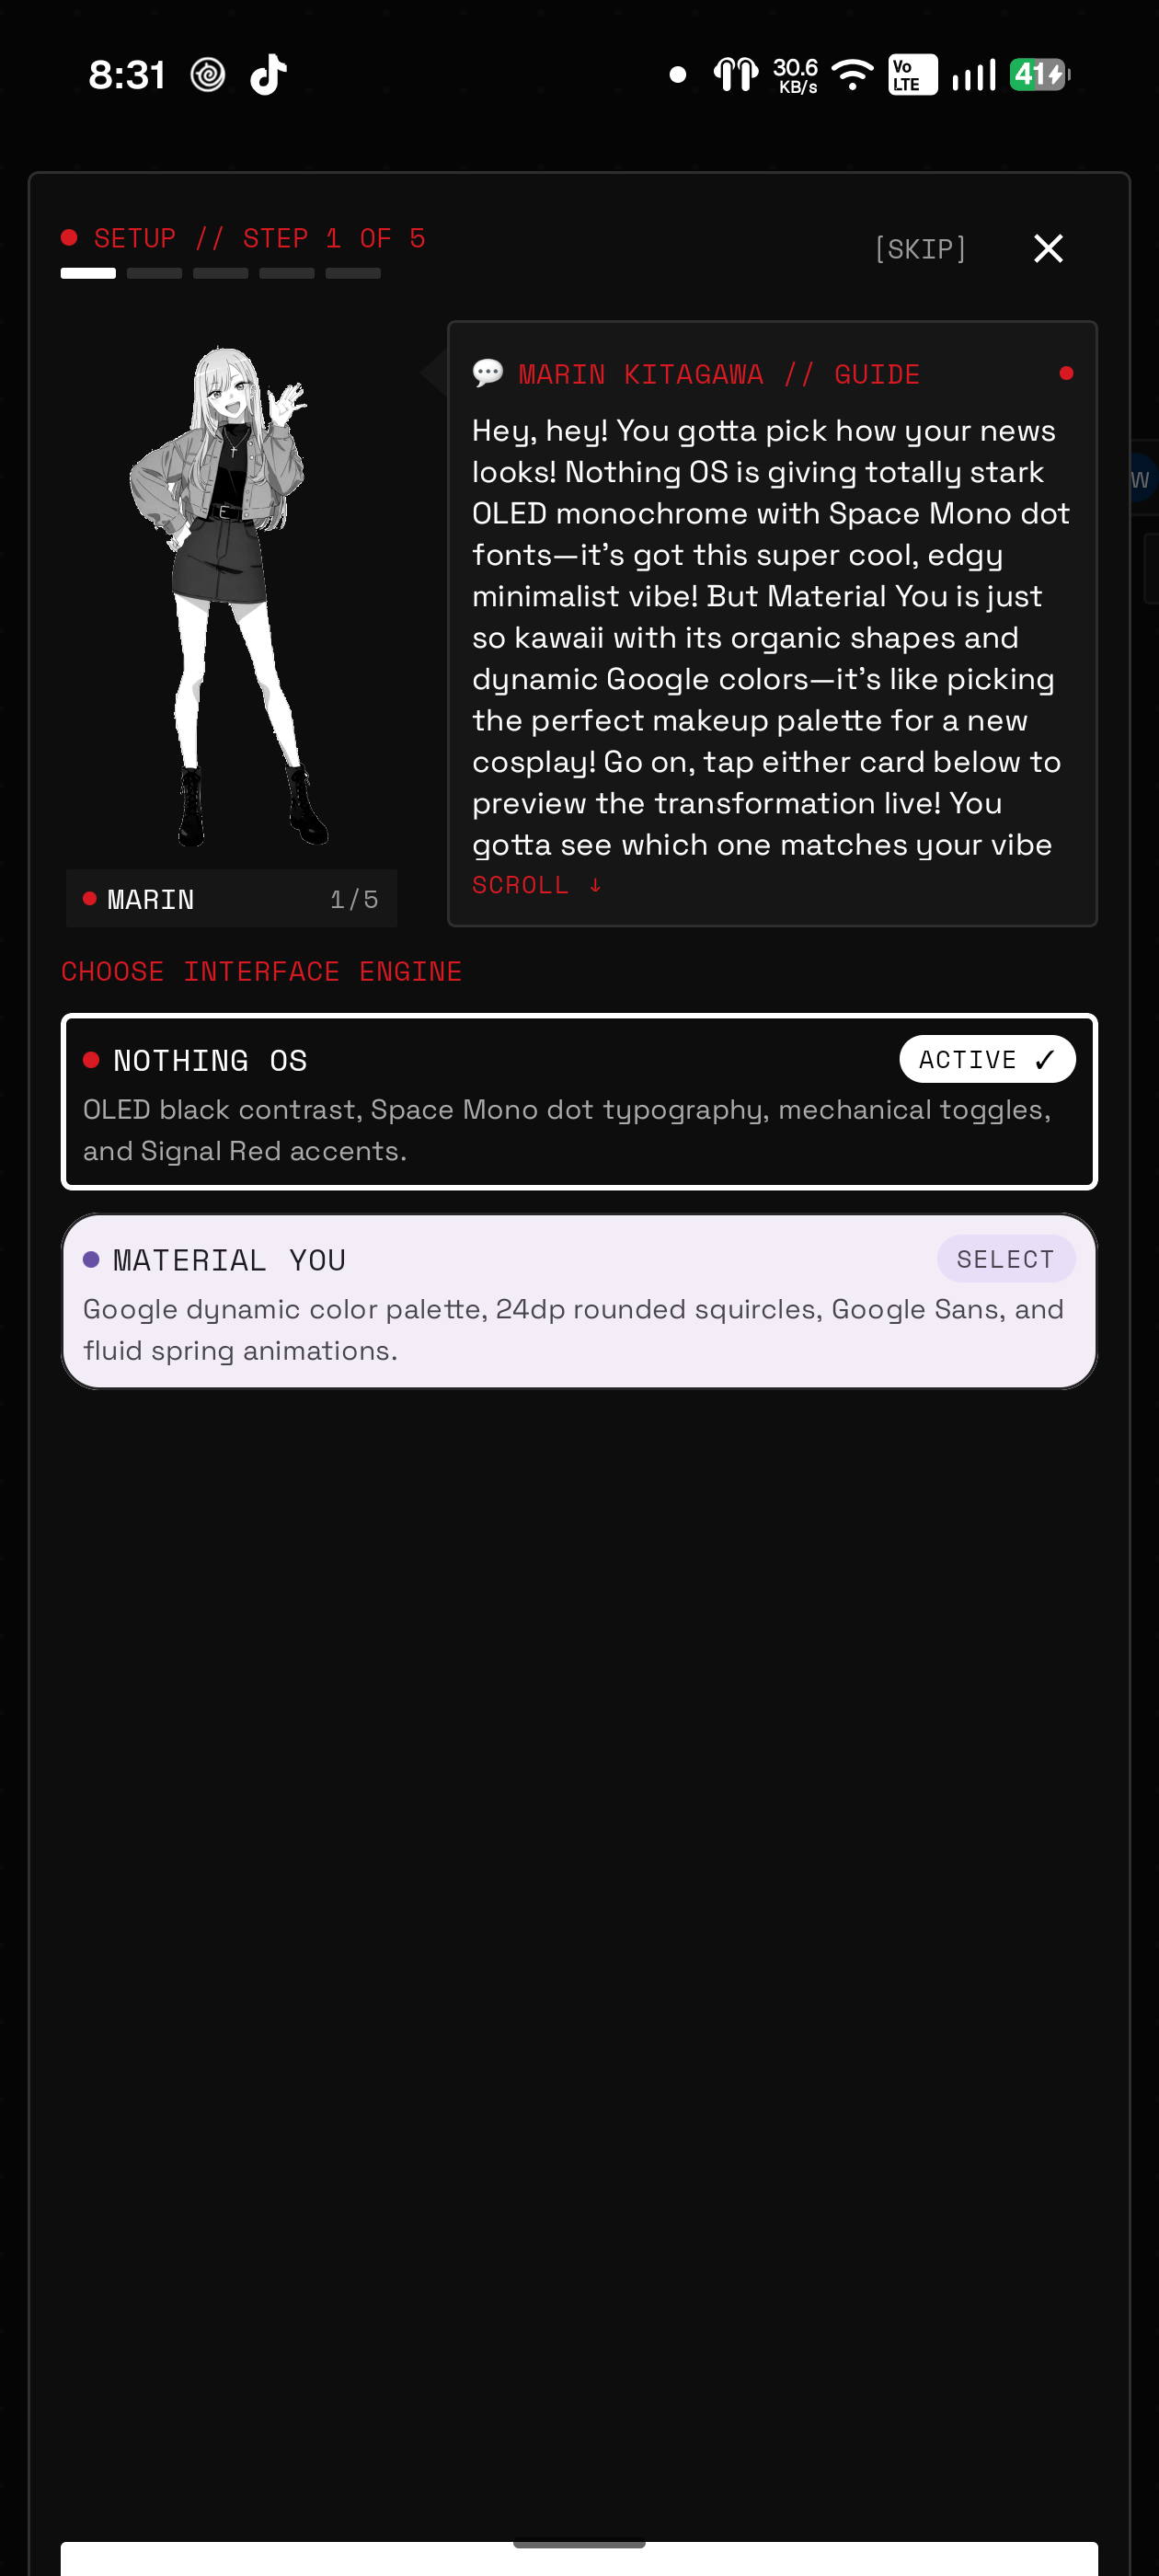 8:31
30.6
KB/s
Vo
LTE
41
SETUP // STEP 1 OF 5
[SKIP]
💬 MARIN KITAGAWA // GUIDE
Hey, hey! You gotta pick how your news
looks! Nothing OS is giving totally stark
OLED monochrome with Space Mono dot
fonts—it's got this super cool, edgy
minimalist vibe! But Material You is just
so kawaii with its organic shapes and
dynamic Google colors—it's like picking
the perfect makeup palette for a new
cosplay! Go on, tap either card below to
preview the transformation live! You
gotta see which one matches your vibe
SCROLL ↓
MARIN
1/5
W
CHOOSE INTERFACE ENGINE
NOTHING OS
ACTIVE ✓
OLED black contrast, Space Mono dot typography, mechanical toggles,
and Signal Red accents.
MATERIAL YOU
SELECT
Google dynamic color palette, 24dp rounded squircles, Google Sans, and
fluid spring animations.